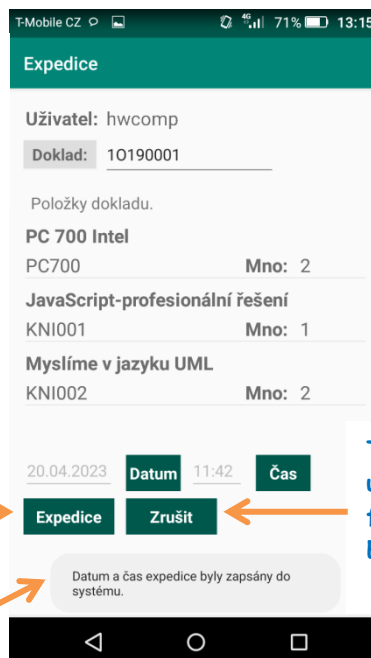 T-Mobile CZ 4G 71% 13:15
Expedice
Uživatel: hwcomp
Doklad: 1O190001
Položky dokladu.
PC 700 Intel
PC700 Mno: 2
JavaScript-profesionální řešení
KNI001 Mno: 1
Myslíme v jazyku UML
KNI002 Mno: 2
20.04.2023 Datum 11:42 Čas
Expedice Zrušit
Datum a čas expedice byly zapsány do
systému.